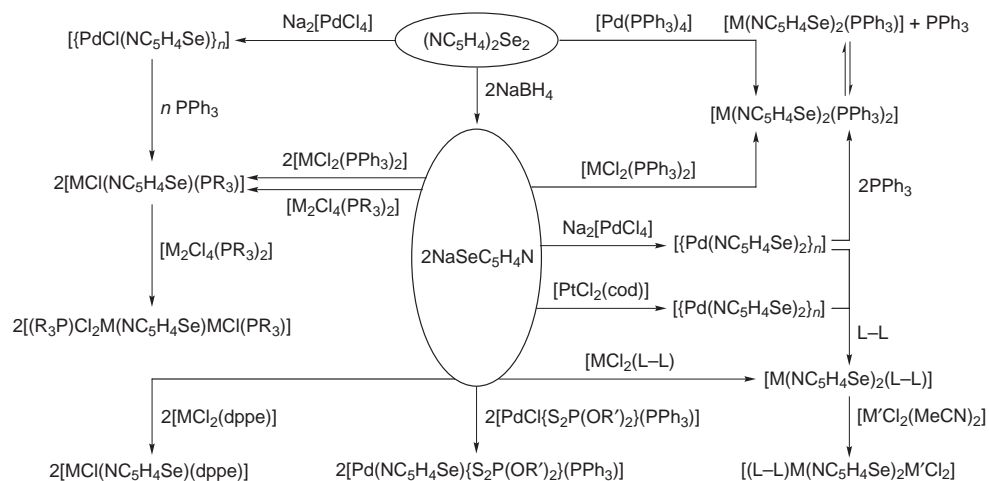 [{PdCl(NC5H4Se)}n]
Na2[PdCl4]
(NC5H4)2Se2
[Pd(PPh3)4]
[M(NC5H4Se)2(PPh3)] + PPh3
2NaBH4
n PPh3
[M(NC5H4Se)2(PPh3)2]
2[MCl2(PPh3)2]
[MCl2(PPh3)2]
2[MCl(NC5H4Se)(PR3)]
2PPh3
[M2Cl4(PR3)2]
Na2[PdCl4]
[{Pd(NC5H4Se)2}n]
[M2Cl4(PR3)2]
2NaSeC5H4N
[PtCl2(cod)]
[{Pd(NC5H4Se)2}n]
2[(R3P)Cl2M(NC5H4Se)MCl(PR3)]
L–L
[MCl2(L–L)
[M(NC5H4Se)2(L–L)]
2[MCl2(dppe)]
2[PdCl{S2P(OR′)2}(PPh3)]
[M′Cl2(MeCN)2]
2[MCl(NC5H4Se)(dppe)]
2[Pd(NC5H4Se){S2P(OR′)2}(PPh3)]
[(L–L)M(NC5H4Se)2M′Cl2]